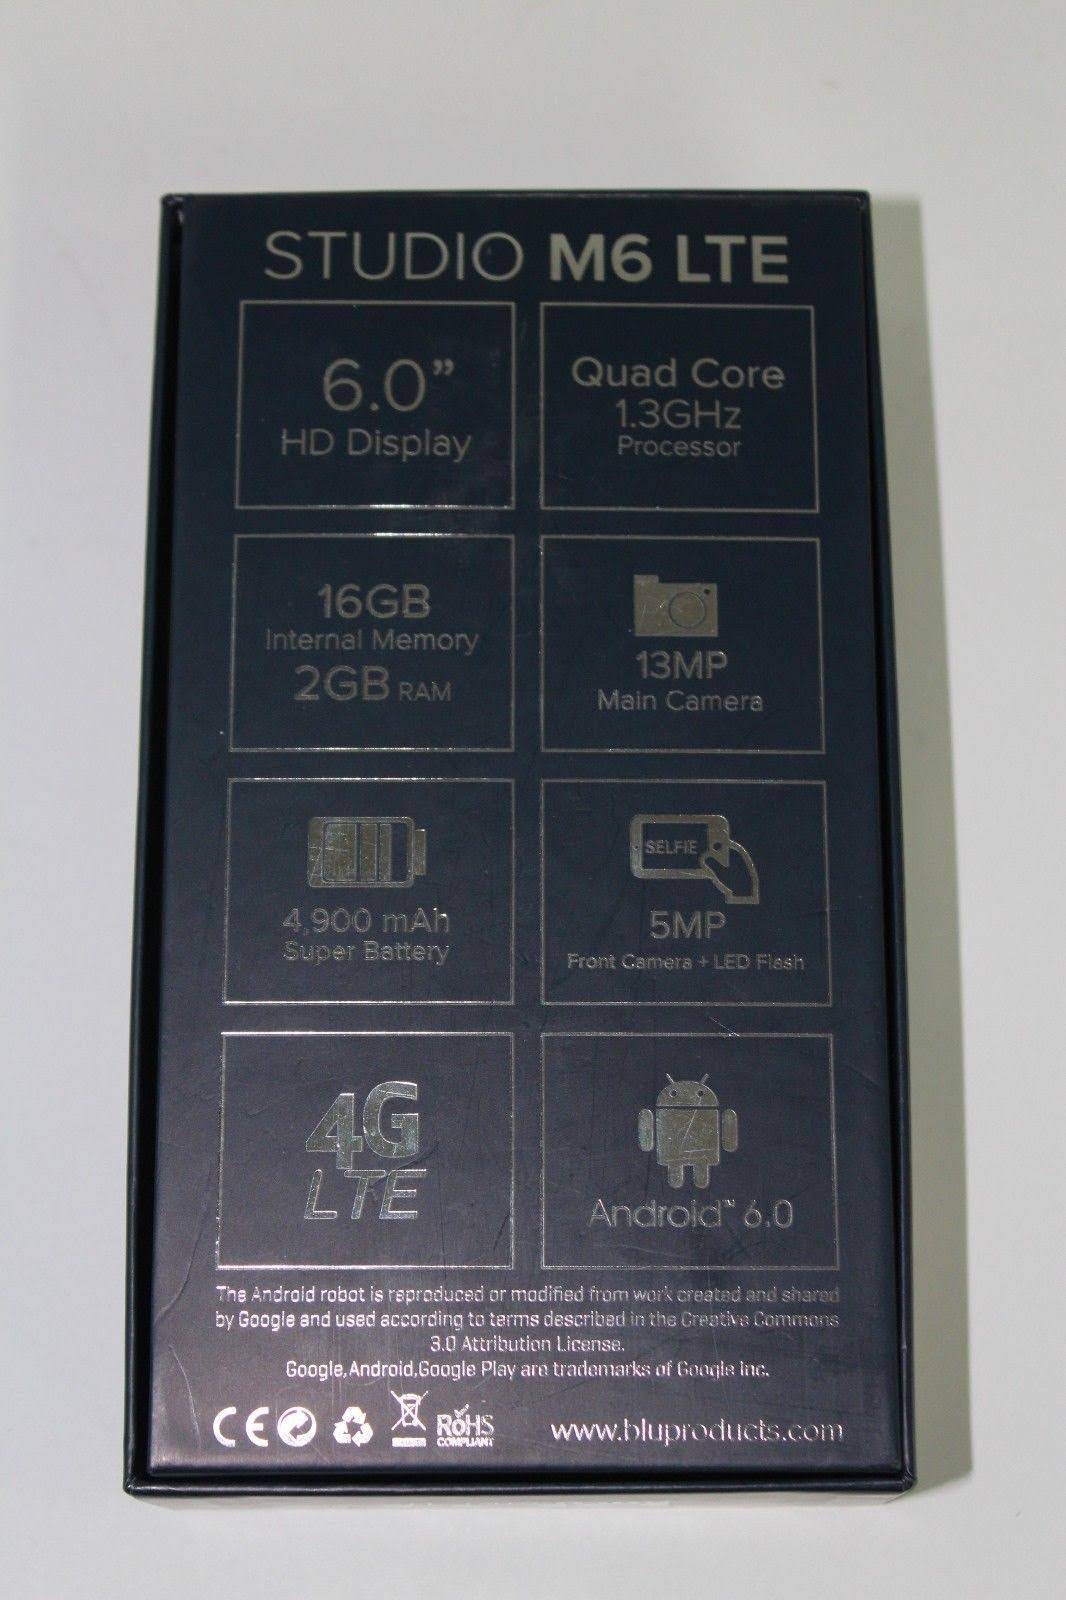 STUDIO M6 LTE
6.0”
HD Display
Quad Core
1.3GHz
Processor
16GB
Internal Memory
2GB RAM
13MP
Main Camera
4,900 mAh
Super Battery
SELFIE
5MP
Front Camera + LED Flash
4G
LTE
Android™ 6.0
The Android robot is reproduced or modified from work created and shared
by Google and used according to terms described in the Creative Commons
3.0 Attribution License.
Google,Android,Google Play are trademarks of Google Inc.
CE
RoHS
COMPLIANT
www.bluproducts.com